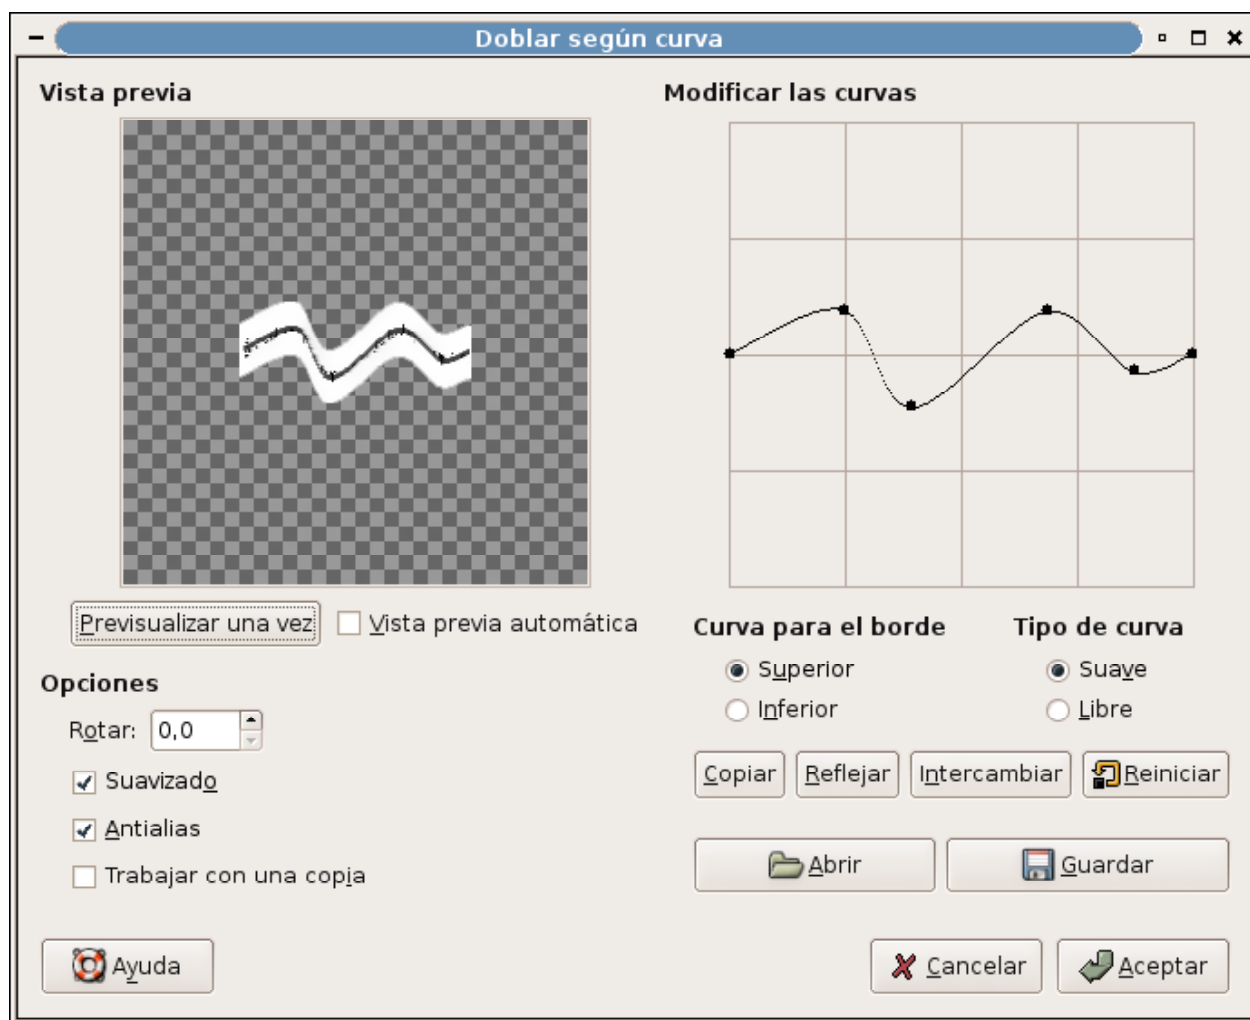 Doblar según curva
Vista previa
Modificar las curvas
Previsualizar una vez
Vista previa automática
Curva para el borde
Tipo de curva
Superior
Suave
Inferior
Libre
Opciones
Rotar: 0,0
Suavizado
Antialias
Trabajar con una copia
Copiar
Reflejar
Intercambiar
Reiniciar
Abrir
Guardar
Ayuda
Cancelar
Aceptar